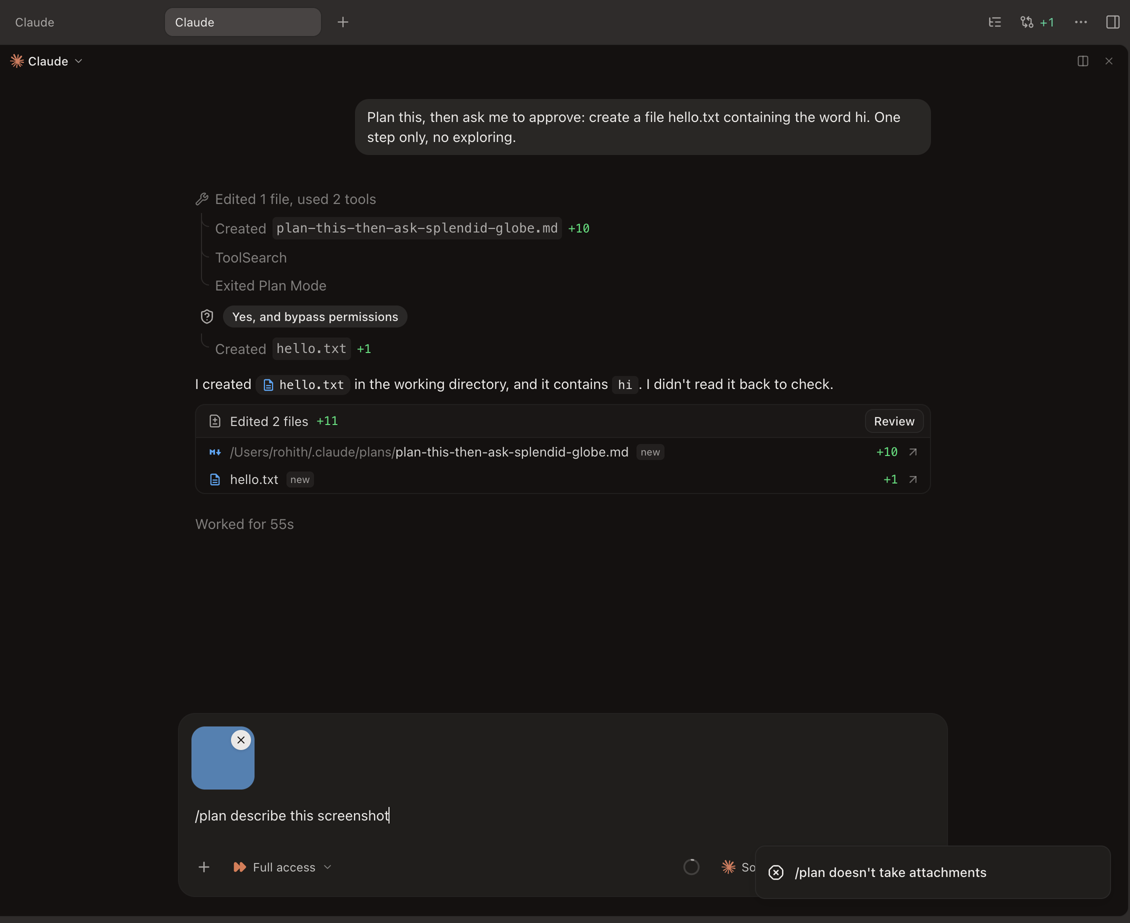 Claude
Claude
+1
Claude
Plan this, then ask me to approve: create a file hello.txt containing the word hi. One
step only, no exploring.
Edited 1 file, used 2 tools
Created plan-this-then-ask-splendid-globe.md +10
ToolSearch
Exited Plan Mode
Yes, and bypass permissions
Created hello.txt +1
I created hello.txt in the working directory, and it contains hi. I didn't read it back to check.
Edited 2 files +11 Review
M↓ /Users/rohith/.claude/plans/plan-this-then-ask-splendid-globe.md new +10
hello.txt new +1
Worked for 55s
/plan describe this screenshot
Full access
So
/plan doesn't take attachments